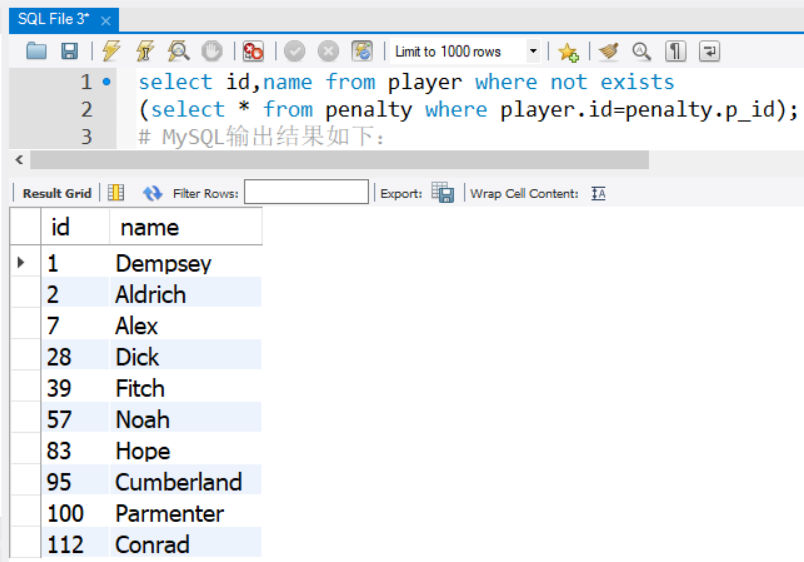 SQL File 3*
Limit to 1000 rows
1 select id,name from player where not exists
2 (select * from penalty where player.id=penalty.p_id);
3 # MySQL输出结果如下：
Result Grid Filter Rows: Export: Wrap Cell Content:
id name
1 Dempsey
2 Aldrich
7 Alex
28 Dick
39 Fitch
57 Noah
83 Hope
95 Cumberland
100 Parmenter
112 Conrad